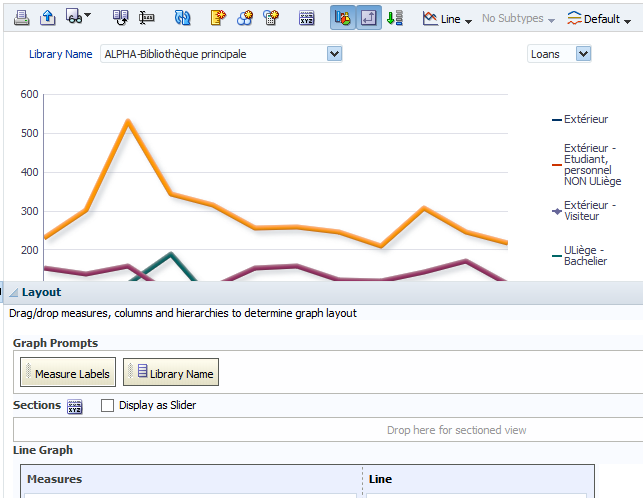 Line No Subtypes Default
Library Name ALPHA-Bibliothèque principale Loans
600
500
400
300
200
Extérieur
Extérieur -
Etudiant,
personnel
NON ULiège
Extérieur -
Visiteur
ULiège -
Bachelier
Layout
Drag/drop measures, columns and hierarchies to determine graph layout
Graph Prompts
Measure Labels Library Name
Sections XYZ Display as Slider
Drop here for sectioned view
Line Graph
Measures Line